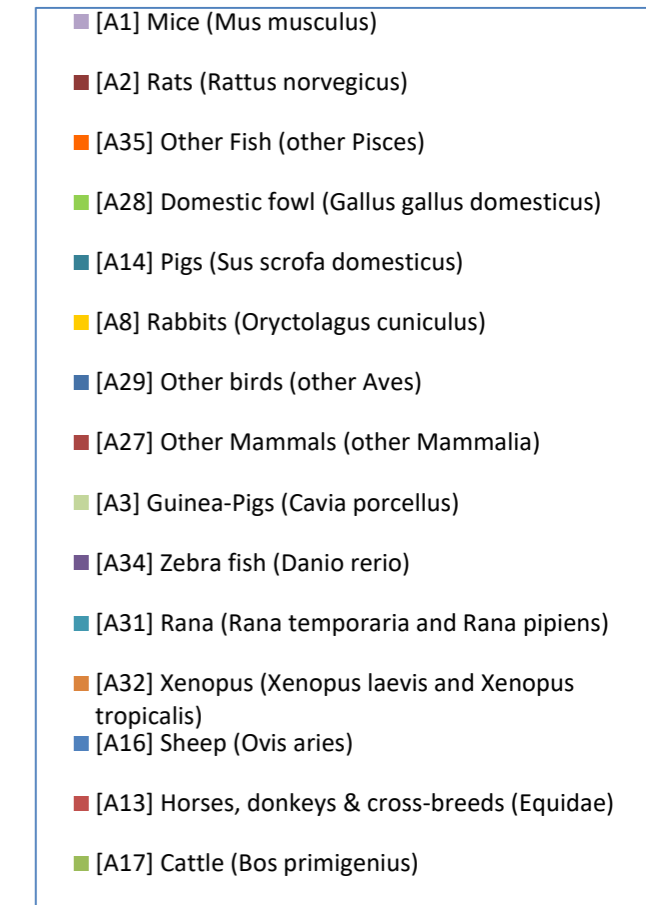 [A1] Mice (Mus musculus)
[A2] Rats (Rattus norvegicus)
[A35] Other Fish (other Pisces)
[A28] Domestic fowl (Gallus gallus domesticus)
[A14] Pigs (Sus scrofa domesticus)
[A8] Rabbits (Oryctolagus cuniculus)
[A29] Other birds (other Aves)
[A27] Other Mammals (other Mammalia)
[A3] Guinea-Pigs (Cavia porcellus)
[A34] Zebra fish (Danio rerio)
[A31] Rana (Rana temporaria and Rana pipiens)
[A32] Xenopus (Xenopus laevis and Xenopus
tropicalis)
[A16] Sheep (Ovis aries)
[A13] Horses, donkeys & cross-breeds (Equidae)
[A17] Cattle (Bos primigenius)